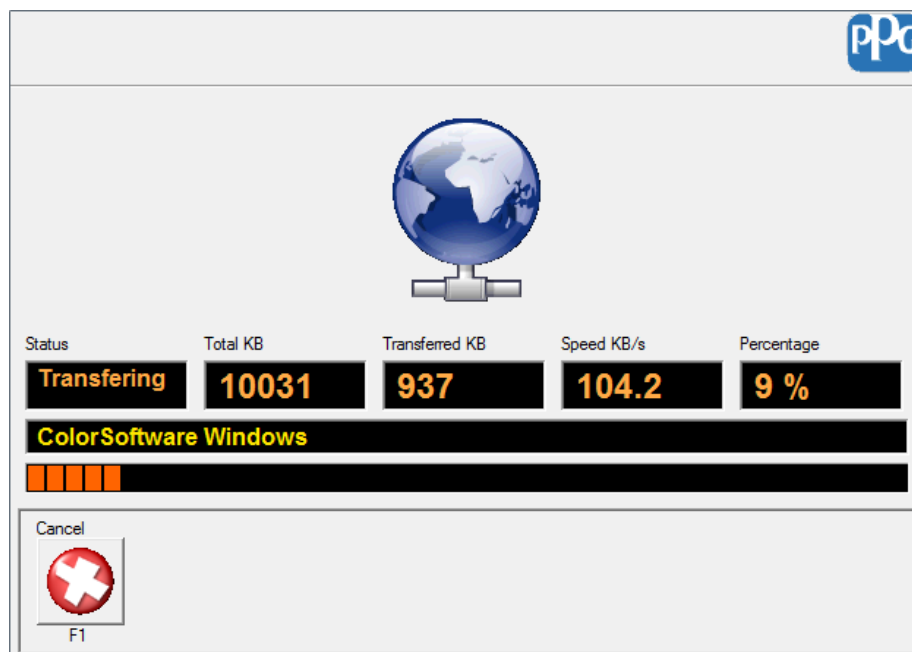 PPG
Status Total KB Transferred KB Speed KB/s Percentage
Transfering 10031 937 104.2 9 %
ColorSoftware Windows
Cancel
F1